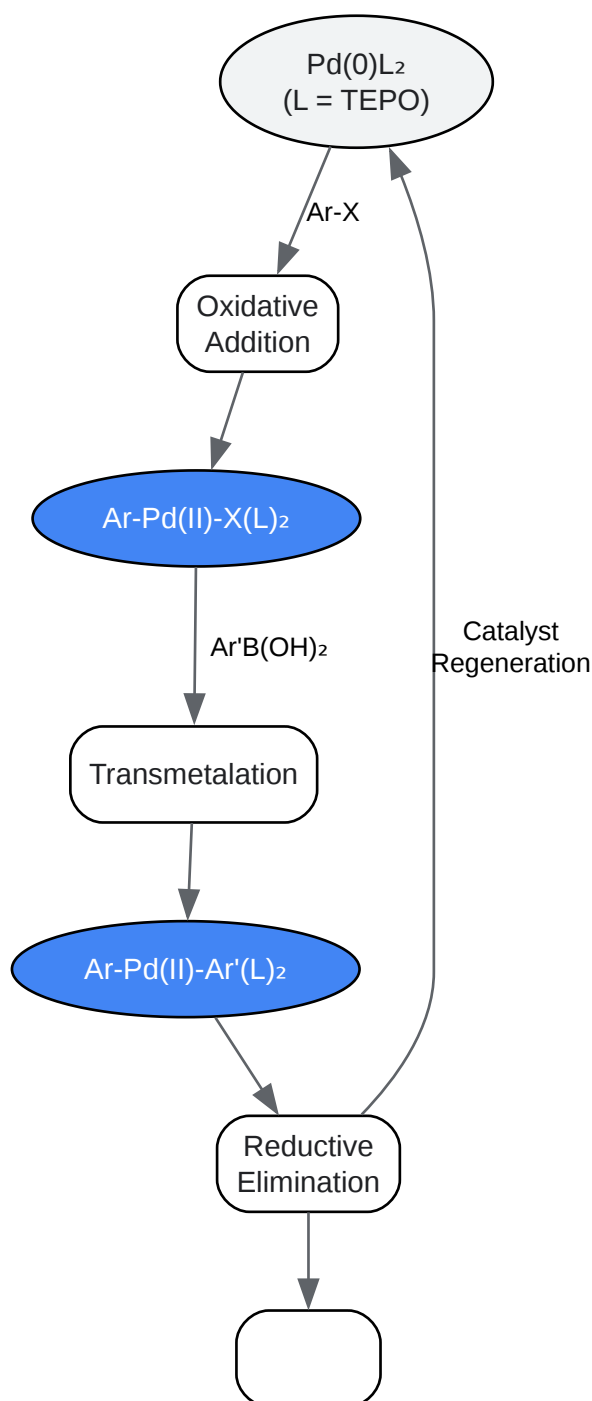 Pd(0)L₂
(L = TEPO)
Ar-X
Oxidative
Addition
Ar-Pd(II)-X(L)₂
Ar'B(OH)₂
Catalyst
Regeneration
Transmetalation
Ar-Pd(II)-Ar'(L)₂
Reductive
Elimination